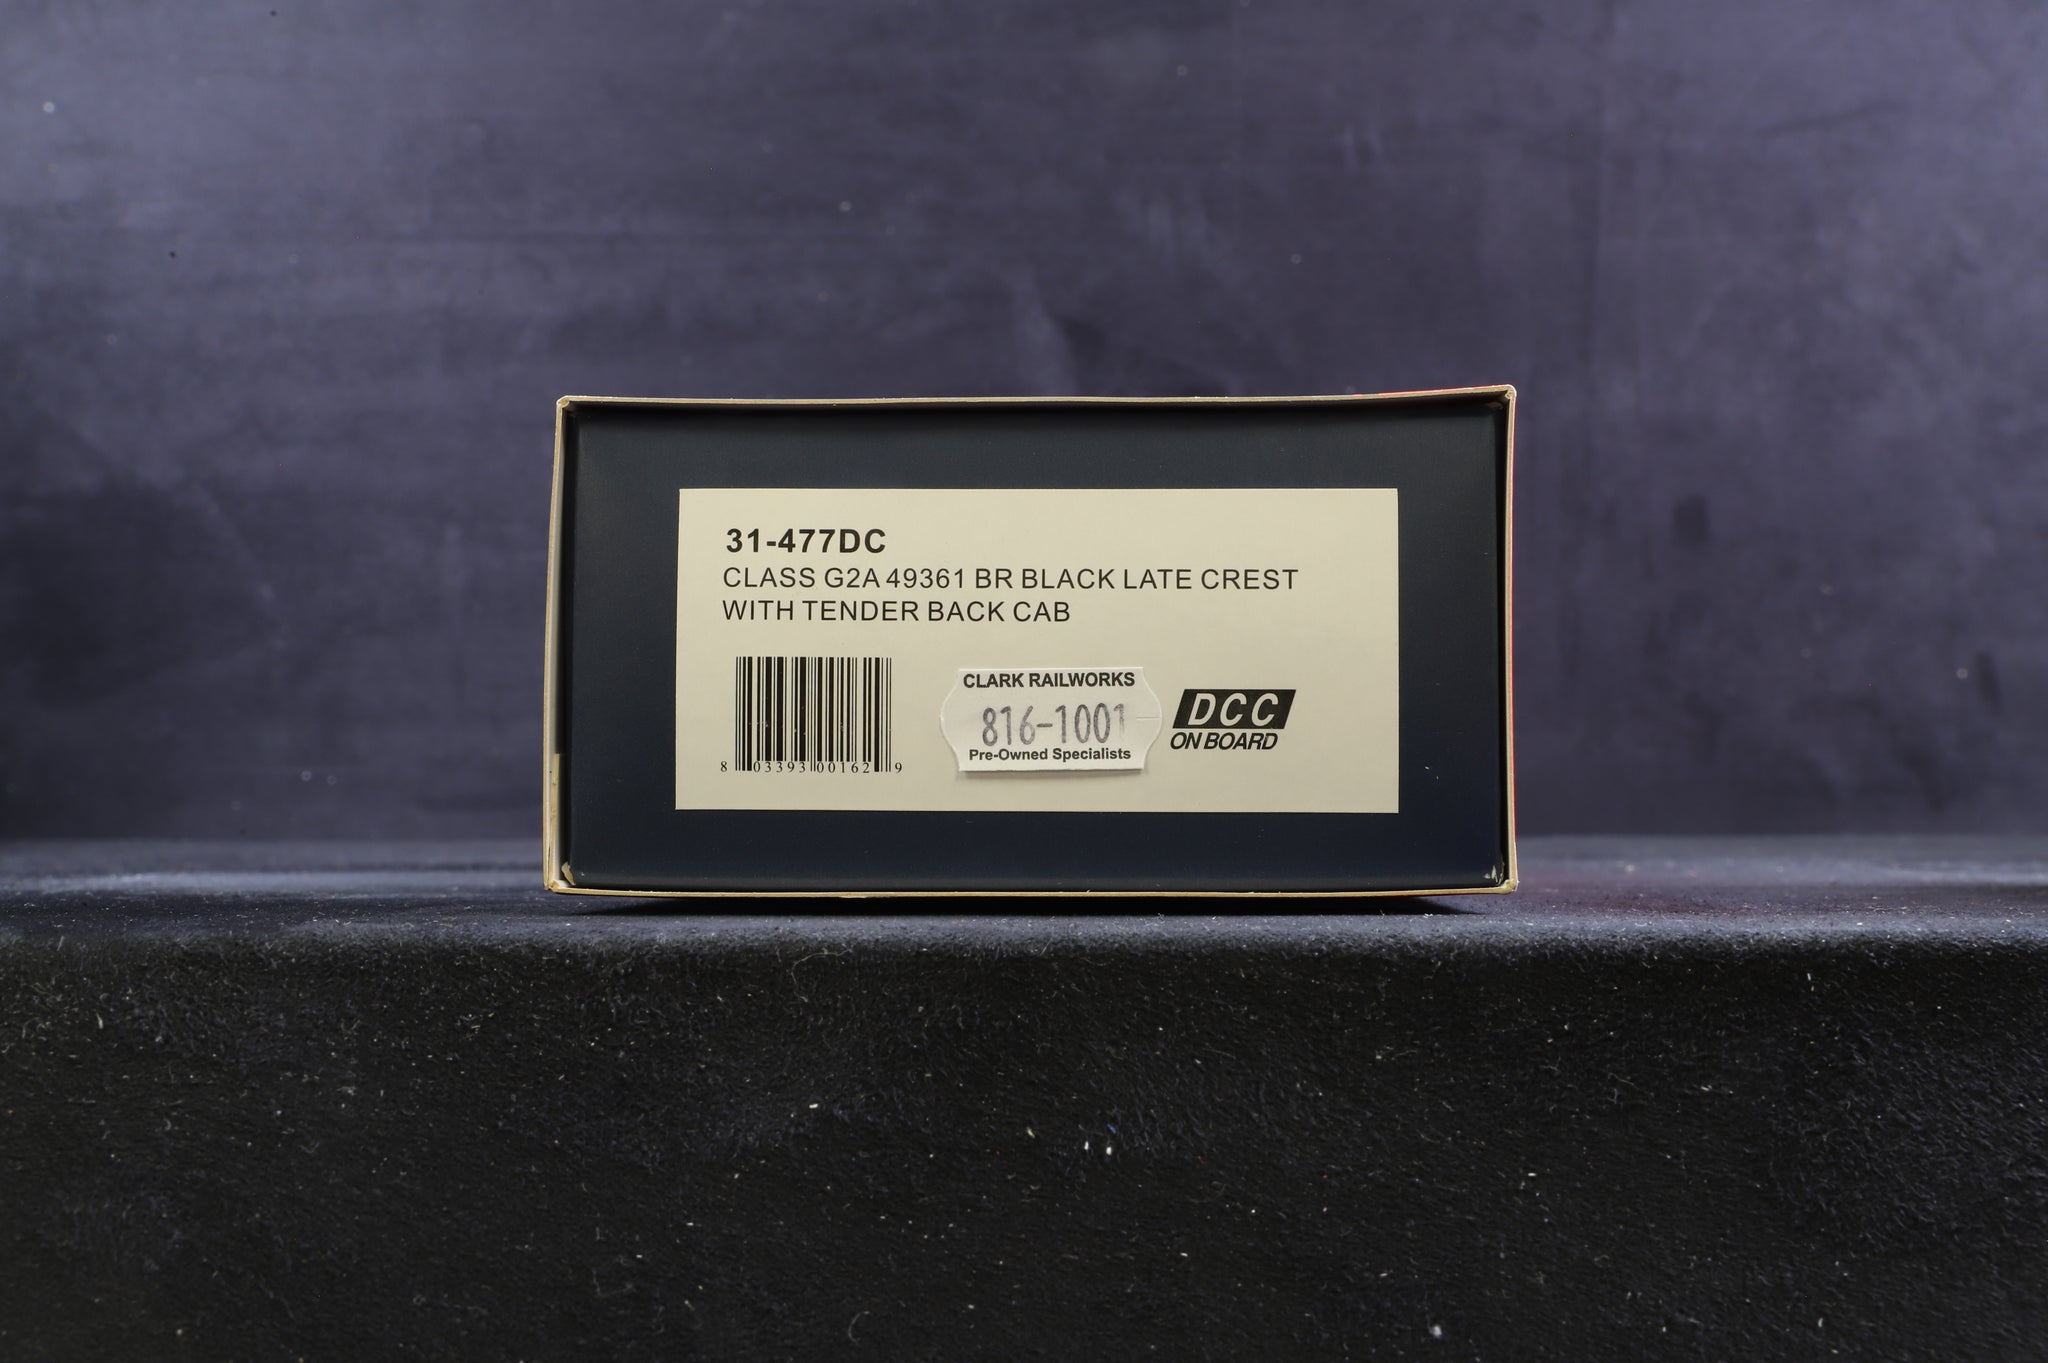 31-477DC
CLASS G2A 49361 BR BLACK LATE CREST
WITH TENDER BACK CAB
8 03393 00162 9
CLARK RAILWORKS
816-1001
Pre-Owned Specialists
DCC
ON BOARD